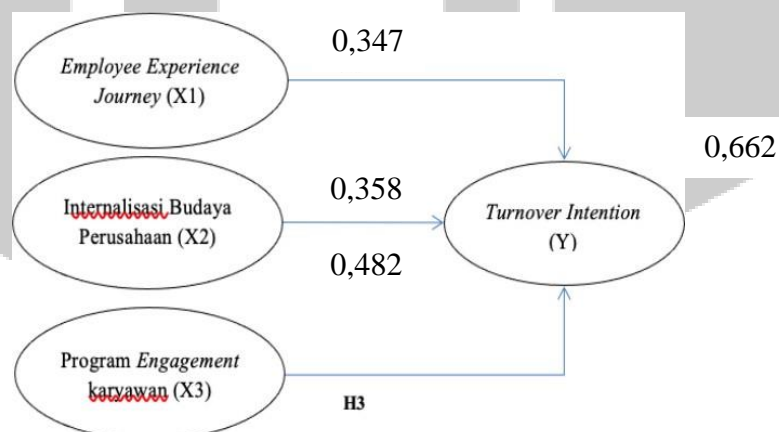 0,347
Employee Experience
Journey (X1)
0,662
0,358
Internalisasi Budaya
Perusahaan (X2)
Turnover Intention
(Y)
0,482
Program Engagement
karyawan (X3)
H3